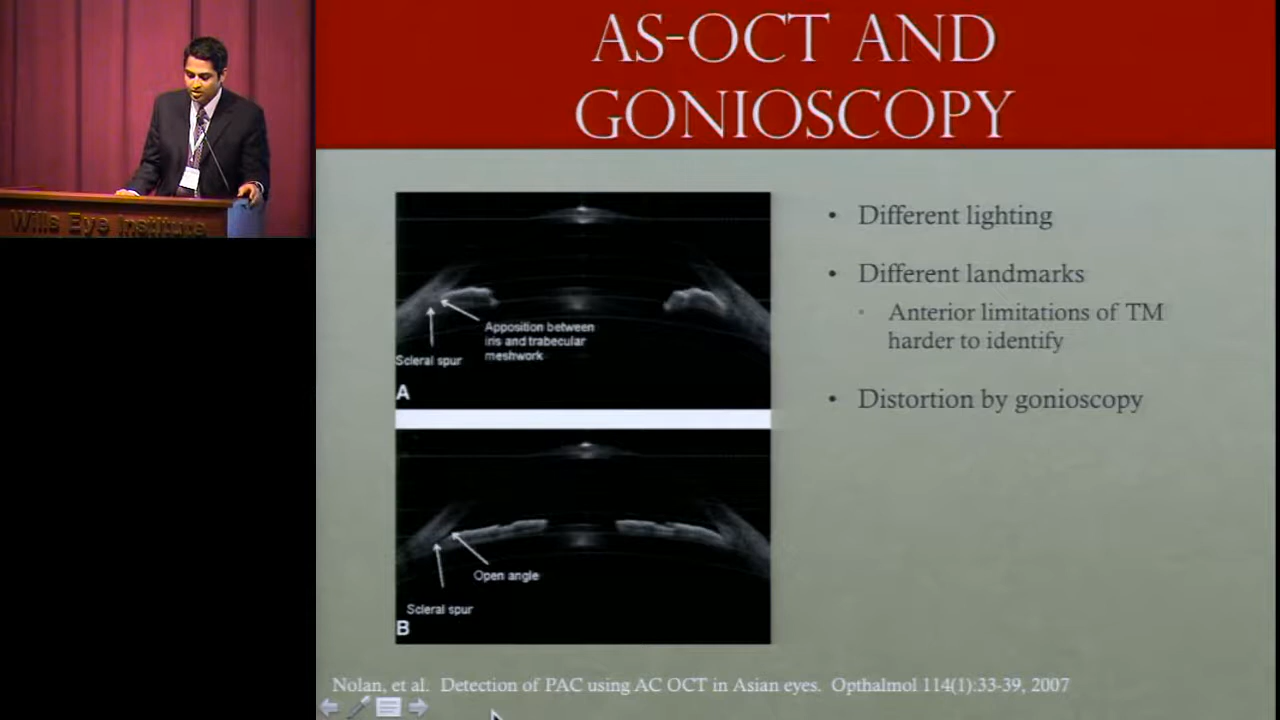 AS-OCT AND
GONIOSCOPY
Wills Eye Institute
• Different lighting
• Different landmarks
• Anterior limitations of TM
harder to identify
• Distortion by gonioscopy
Apposition between
iris and trabecular
meshwork
Scleral spur
A
Open angle
Scleral spur
B
Nolan, et al. Detection of PAC using AC OCT in Asian eyes. Opthalmol 114(1):33-39, 2007